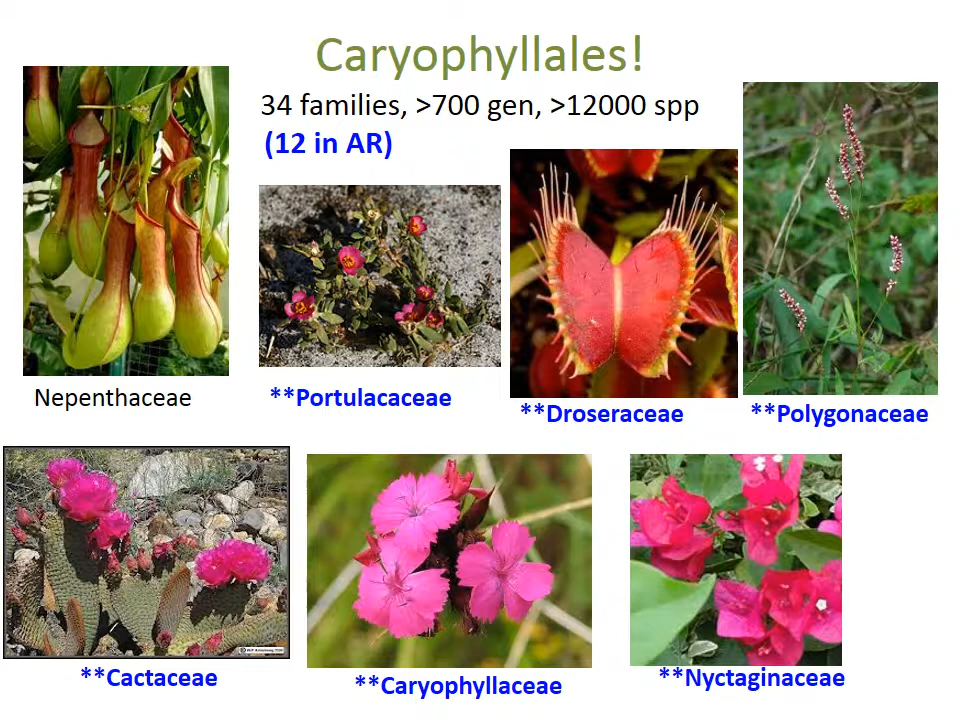 Caryophyllales!
34 families, >700 gen, >12000 spp
(12 in AR)
Nepenthaceae
**Portulacaceae
**Droseraceae
**Polygonaceae
**Cactaceae
**Caryophyllaceae
**Nyctaginaceae